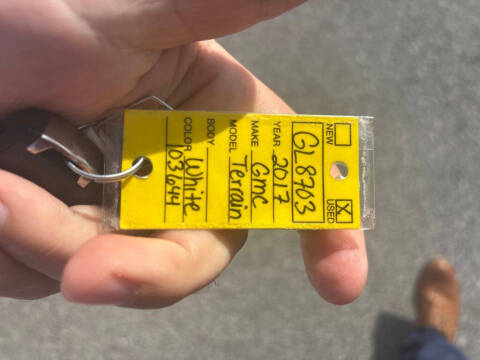 NEW USED X
GL8703
YEAR 2017
MAKE Gmc
MODEL Terrain
BODY
COLOR White
103644